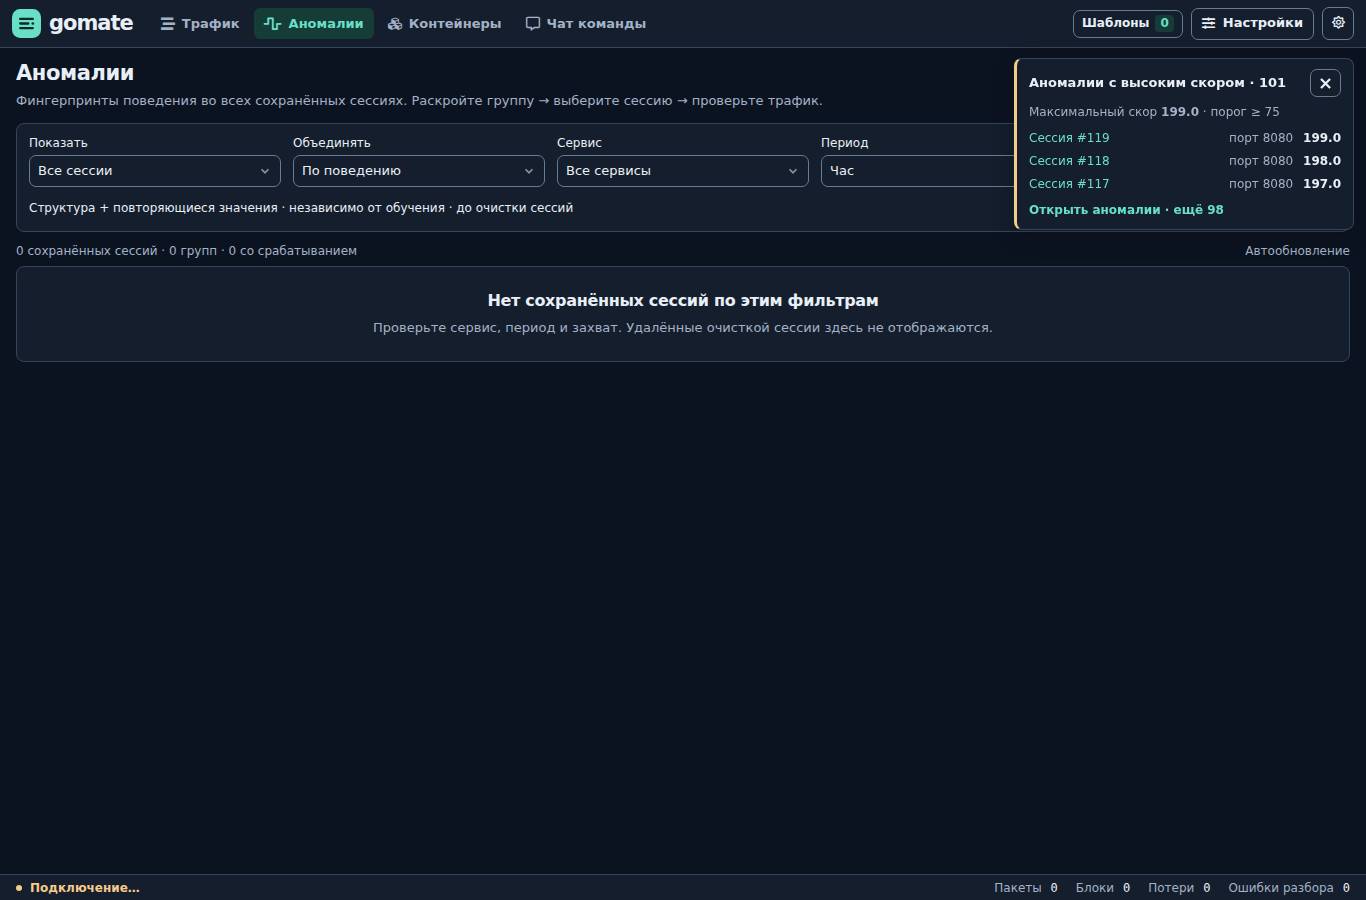 gomate
Трафик
Аномалии
Контейнеры
Чат команды
Шаблоны 0
Настройки
Аномалии
Фингерпринты поведения во всех сохранённых сессиях. Раскройте группу → выберите сессию → проверьте трафик.
Показать
Объединять
Сервис
Период
Все сессии
По поведению
Все сервисы
Час
Структура + повторяющиеся значения · независимо от обучения · до очистки сессий
Аномалии с высоким скором · 101
Максимальный скор 199.0 · порог ≥ 75
Сессия #119 порт 8080 199.0
Сессия #118 порт 8080 198.0
Сессия #117 порт 8080 197.0
Открыть аномалии · ещё 98
0 сохранённых сессий · 0 групп · 0 со срабатыванием
Автообновление
Нет сохранённых сессий по этим фильтрам
Проверьте сервис, период и захват. Удалённые очисткой сессии здесь не отображаются.
Подключение…
Пакеты 0 Блоки 0 Потери 0 Ошибки разбора 0